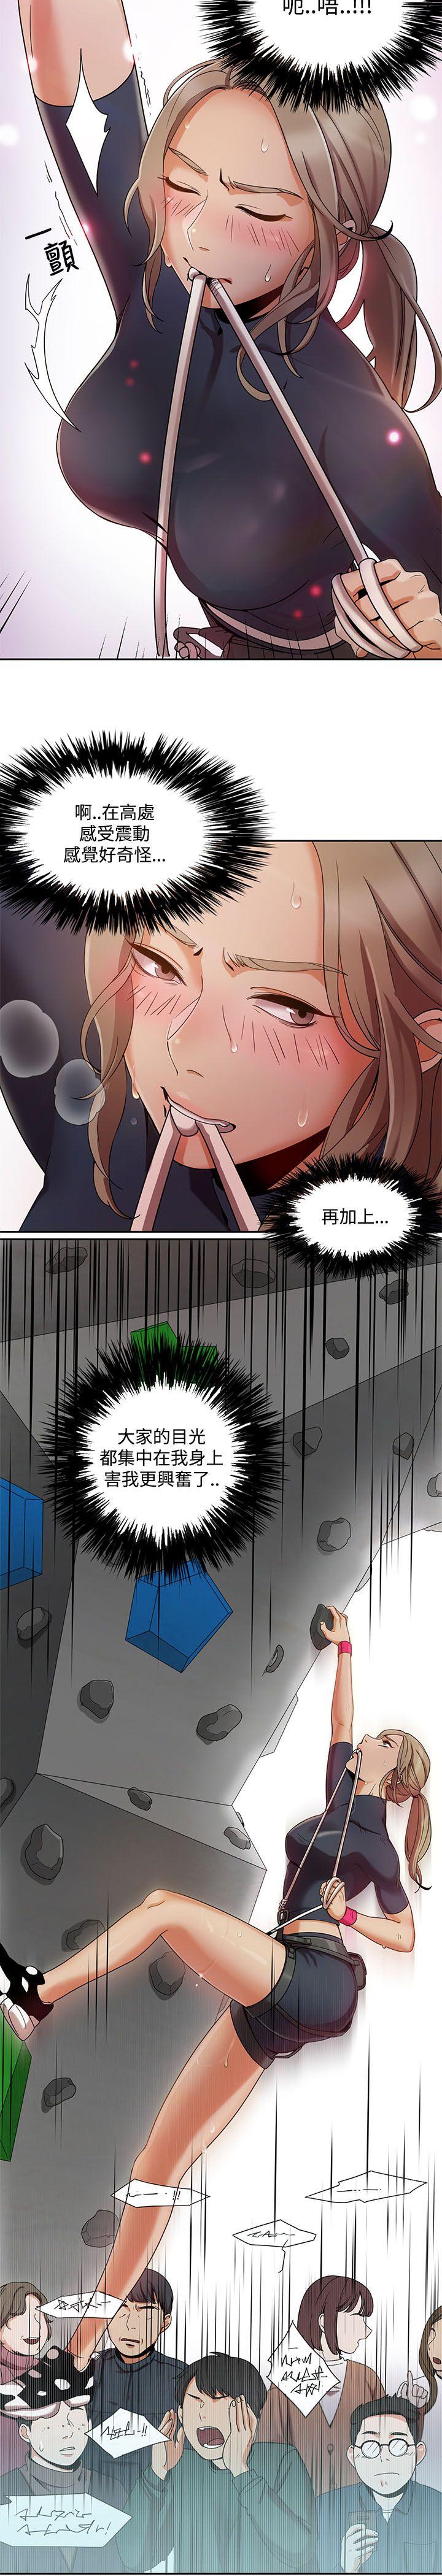 呃..唔..!!!
一顫
啊..在高處
感受震動
感覺好奇怪...
再加上...
大家的目光
都集中在我身上
害我更興奮了..